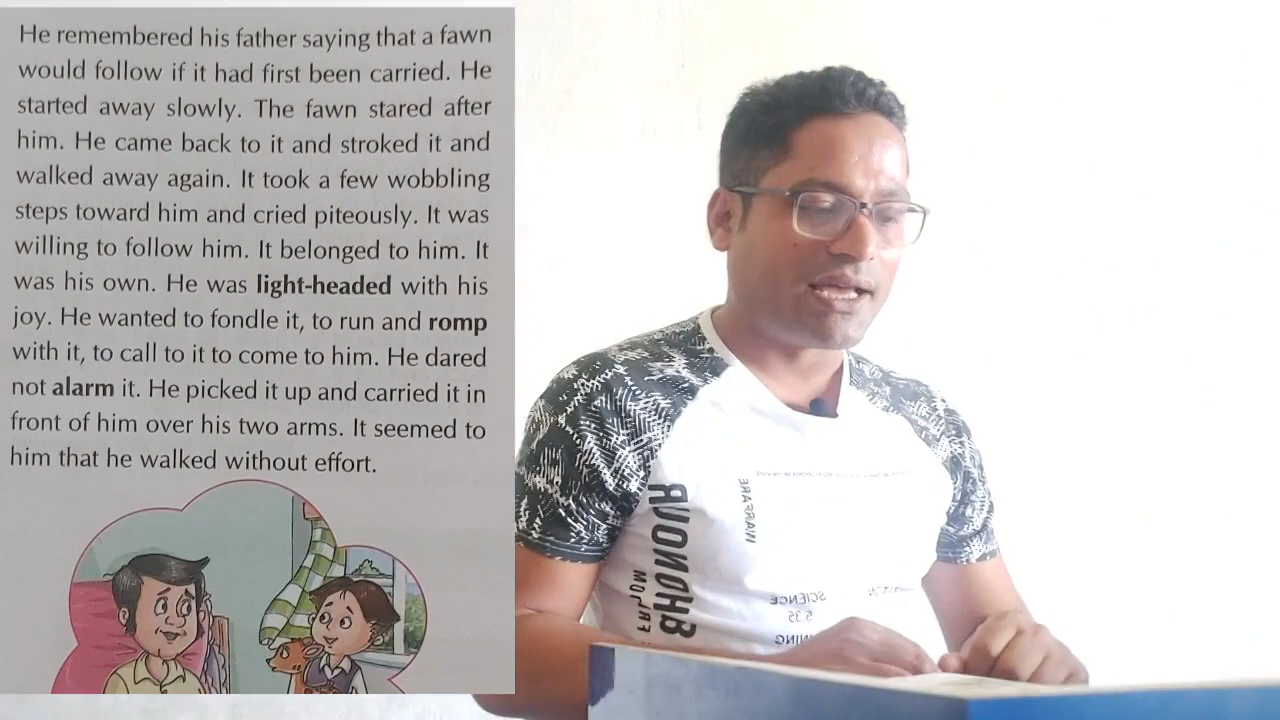 He remembered his father saying that a fawn
would follow if it had first been carried. He
started away slowly. The fawn stared after
him. He came back to it and stroked it and
walked away again. It took a few wobbling
steps toward him and cried piteously. It was
willing to follow him. It belonged to him. It
was his own. He was light-headed with his
joy. He wanted to fondle it, to run and romp
with it, to call to it to come to him. He dared
not alarm it. He picked it up and carried it in
front of him over his two arms. It seemed to
him that he walked without effort.
SCIENCE